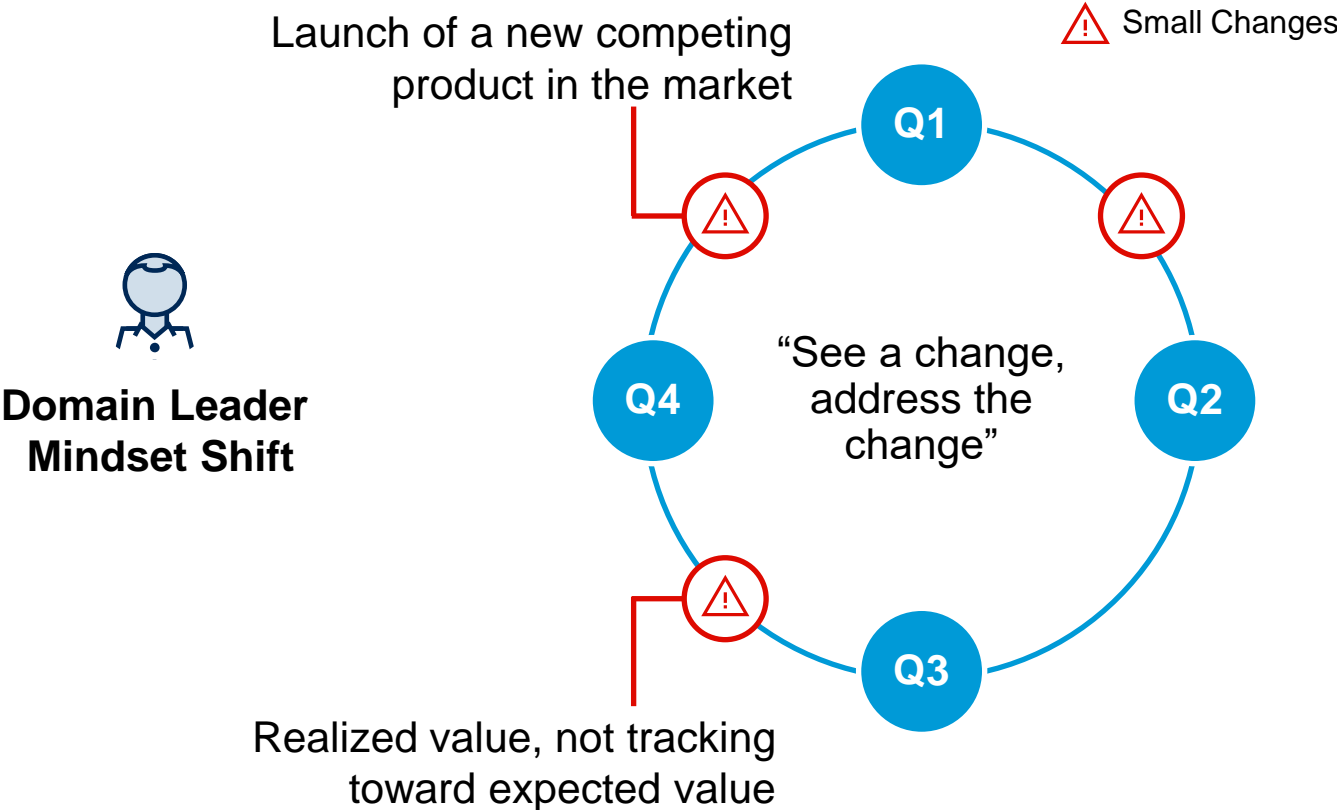 Launch of a new competing
product in the market
Small Changes
Q1
Q4
“See a change,
address the
change”
Q2
Domain Leader
Mindset Shift
Q3
Realized value, not tracking
toward expected value